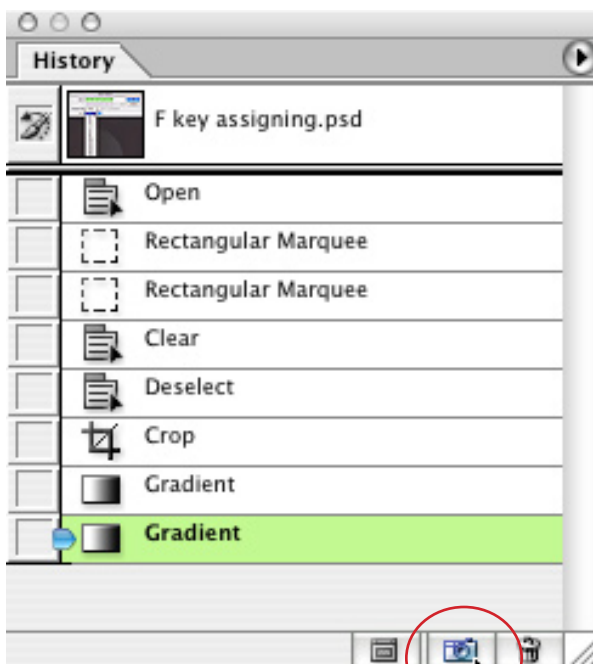 History
F key assigning.psd
Open
Rectangular Marquee
Rectangular Marquee
Clear
Deselect
Crop
Gradient
Gradient